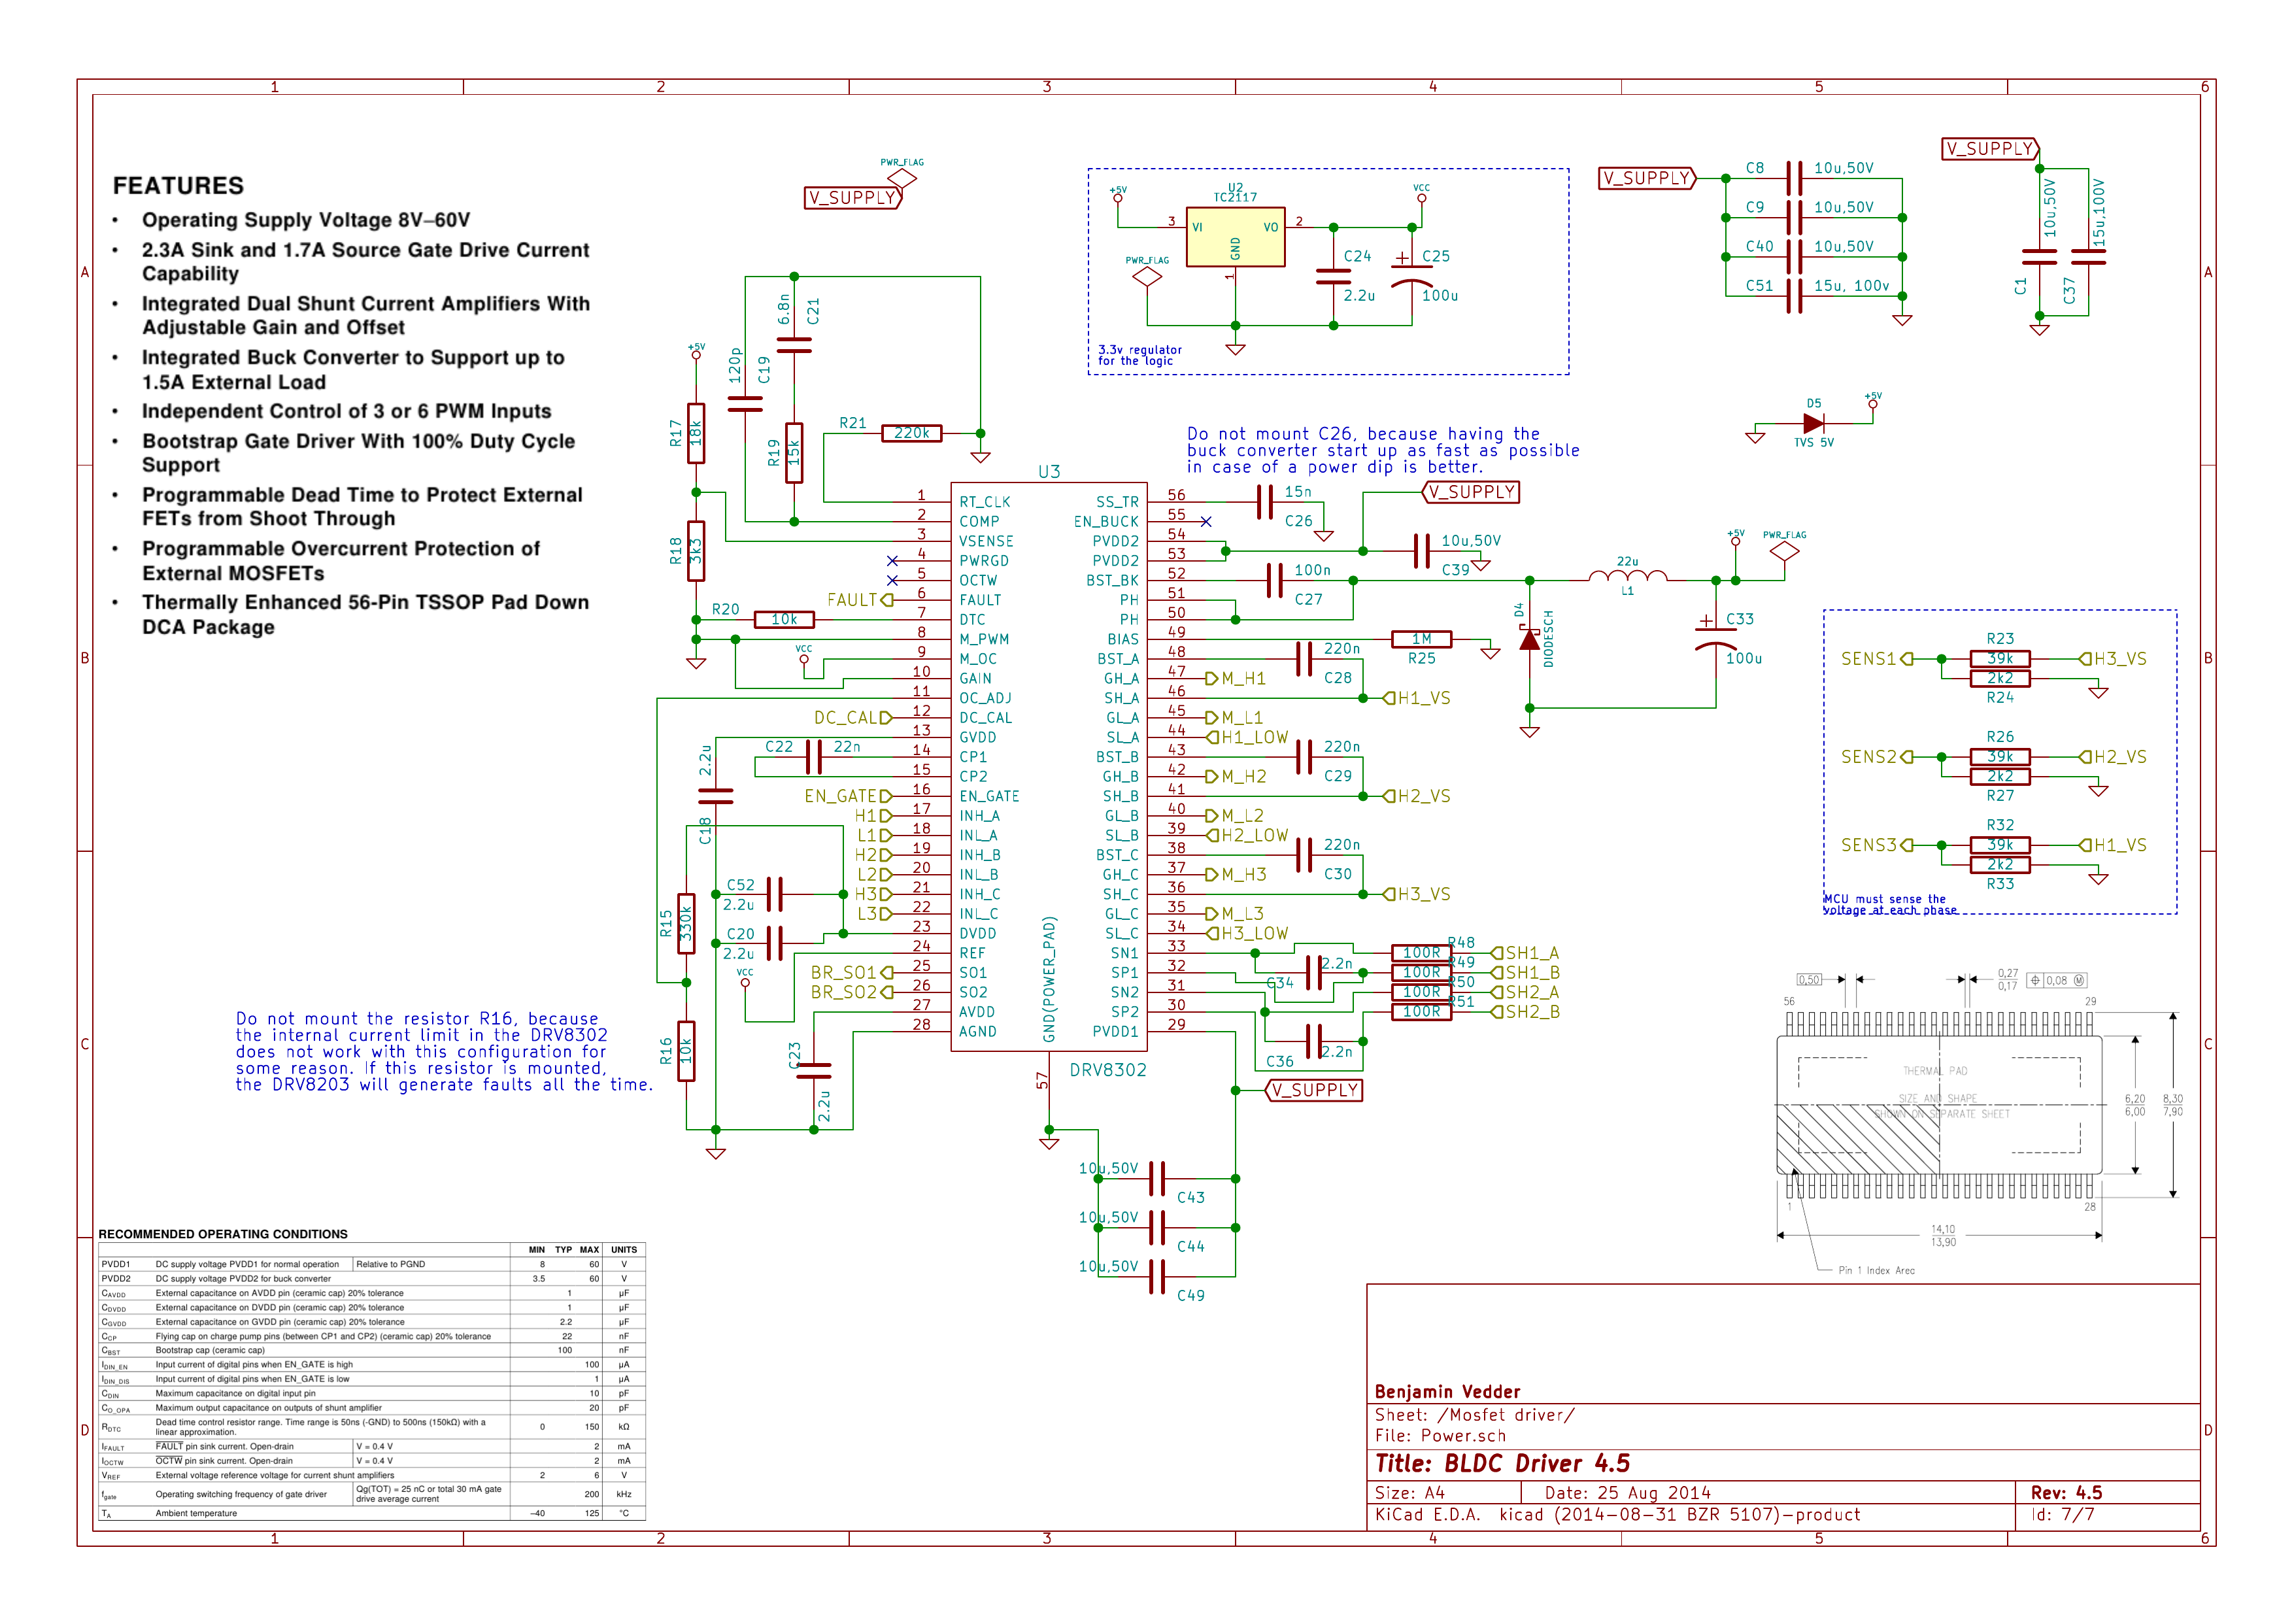 1 2 3 4 5 6
A
B
C
D
FEATURES
• Operating Supply Voltage 8V–60V
• 2.3A Sink and 1.7A Source Gate Drive Current
Capability
• Integrated Dual Shunt Current Amplifiers With
Adjustable Gain and Offset
• Integrated Buck Converter to Support up to
1.5A External Load
• Independent Control of 3 or 6 PWM Inputs
• Bootstrap Gate Driver With 100% Duty Cycle
Support
• Programmable Dead Time to Protect External
FETs from Shoot Through
• Programmable Overcurrent Protection of
External MOSFETs
• Thermally Enhanced 56-Pin TSSOP Pad Down
DCA Package
PWR_FLAG
V_SUPPLY
+5V
U2
TC2117
VCC
3 VI VO 2
GND
1
PWR_FLAG
C24
2.2u
C25
100u
3.3v regulator
for the logic
V_SUPPLY
C8 10u,50V
C9 10u,50V
C40 10u,50V
C51 15u, 100v
V_SUPPLY
10u,50V
C1
15u,100V
C37
D5
+5V
TVS 5V
+5V
R17
18k
R18
3k3
120p
C19
6.8n
C21
R19
15k
R21
220k
Do not mount C26, because having the
buck converter start up as fast as possible
in case of a power dip is better.
U3
1 RT_CLK
2 COMP
3 VSENSE
4 PWRGD
5 OCTW
FAULT 6 FAULT
R20 10k 7 DTC
8 M_PWM
VCC 9 M_OC
10 GAIN
11 OC_ADJ
DC_CAL 12 DC_CAL
13 GVDD
C22 22n 14 CP1
15 CP2
EN_GATE 16 EN_GATE
H1 17 INH_A
L1 18 INL_A
H2 19 INH_B
L2 20 INL_B
H3 21 INH_C
L3 22 INL_C
23 DVDD
24 REF
BR_SO1 25 SO1
BR_SO2 26 SO2
27 AVDD
28 AGND
2.2u
C18
C52
2.2u
C20
2.2u
VCC
R15
330k
R16
10k
C23
2.2u
GND(POWER_PAD)
57
DRV8302
SS_TR 56 15n C26
V_SUPPLY
EN_BUCK 55
PVDD2 54 10u,50V
PVDD2 53 C39
BST_BK 52 100n C27
PH 51
PH 50
BIAS 49 1M R25
BST_A 48 220n C28
GH_A 47 M_H1
SH_A 46 H1_VS
GL_A 45 M_L1
SL_A 44 H1_LOW
BST_B 43 220n C29
GH_B 42 M_H2
SH_B 41 H2_VS
GL_B 40 M_L2
SL_B 39 H2_LOW
BST_C 38 220n C30
GH_C 37 M_H3
SH_C 36 H3_VS
GL_C 35 M_L3
SL_C 34 H3_LOW
SN1 33 100R R48 SH1_A
SP1 32 100R R49 SH1_B
SN2 31 100R R50 SH2_A
SP2 30 100R R51 SH2_B
PVDD1 29
C34 2.2n
C36 2.2n
V_SUPPLY
D4
DIODESCH
22u
L1
+5V
PWR_FLAG
C33
100u
SENS1 R23 39k H3_VS
2k2
R24
SENS2 R26 39k H2_VS
2k2
R27
SENS3 R32 39k H1_VS
2k2
R33
MCU must sense the
voltage at each phase
Do not mount the resistor R16, because
the internal current limit in the DRV8302
does not work with this configuration for
some reason. If this resistor is mounted,
the DRV8203 will generate faults all the time.
10u,50V C43
10u,50V C44
10u,50V C49
0,50
0,27
0,17
0,08 M
56 29
THERMAL PAD
SIZE AND SHAPE
SHOWN ON SEPARATE SHEET
6,20
6,00
8,30
7,90
1 28
14,10
13,90
Pin 1 Index Area
RECOMMENDED OPERATING CONDITIONS
MIN TYP MAX UNITS
PVDD1 DC supply voltage PVDD1 for normal operation Relative to PGND 8 60 V
PVDD2 DC supply voltage PVDD2 for buck converter 3.5 60 V
CAVDD External capacitance on AVDD pin (ceramic cap) 20% tolerance 1 µF
CDVDD External capacitance on DVDD pin (ceramic cap) 20% tolerance 1 µF
CGVDD External capacitance on GVDD pin (ceramic cap) 20% tolerance 2.2 µF
CCP Flying cap on charge pump pins (between CP1 and CP2) (ceramic cap) 20% tolerance 22 nF
CBST Bootstrap cap (ceramic cap) 100 nF
IDIN_EN Input current of digital pins when EN_GATE is high 100 µA
IDIN_DIS Input current of digital pins when EN_GATE is low 1 µA
CDIN Maximum capacitance on digital input pin 10 pF
CO_OPA Maximum output capacitance on outputs of shunt amplifier 20 pF
RDTC Dead time control resistor range. Time range is 50ns (-GND) to 500ns (150kΩ) with a
linear approximation. 0 150 kΩ
IFAULT FAULT pin sink current. Open-drain V = 0.4 V 2 mA
IOCTW OCTW pin sink current. Open-drain V = 0.4 V 2 mA
VREF External voltage reference voltage for current shunt amplifiers 2 6 V
fgate Operating switching frequency of gate driver Qg(TOT) = 25 nC or total 30 mA gate
drive average current 200 kHz
TA Ambient temperature –40 125 °C
Benjamin Vedder
Sheet: /Mosfet driver/
File: Power.sch
Title: BLDC Driver 4.5
Size: A4 Date: 25 Aug 2014 Rev: 4.5
KiCad E.D.A. kicad (2014-08-31 BZR 5107)-product Id: 7/7
1 2 3 4 5 6
A
B
C
D